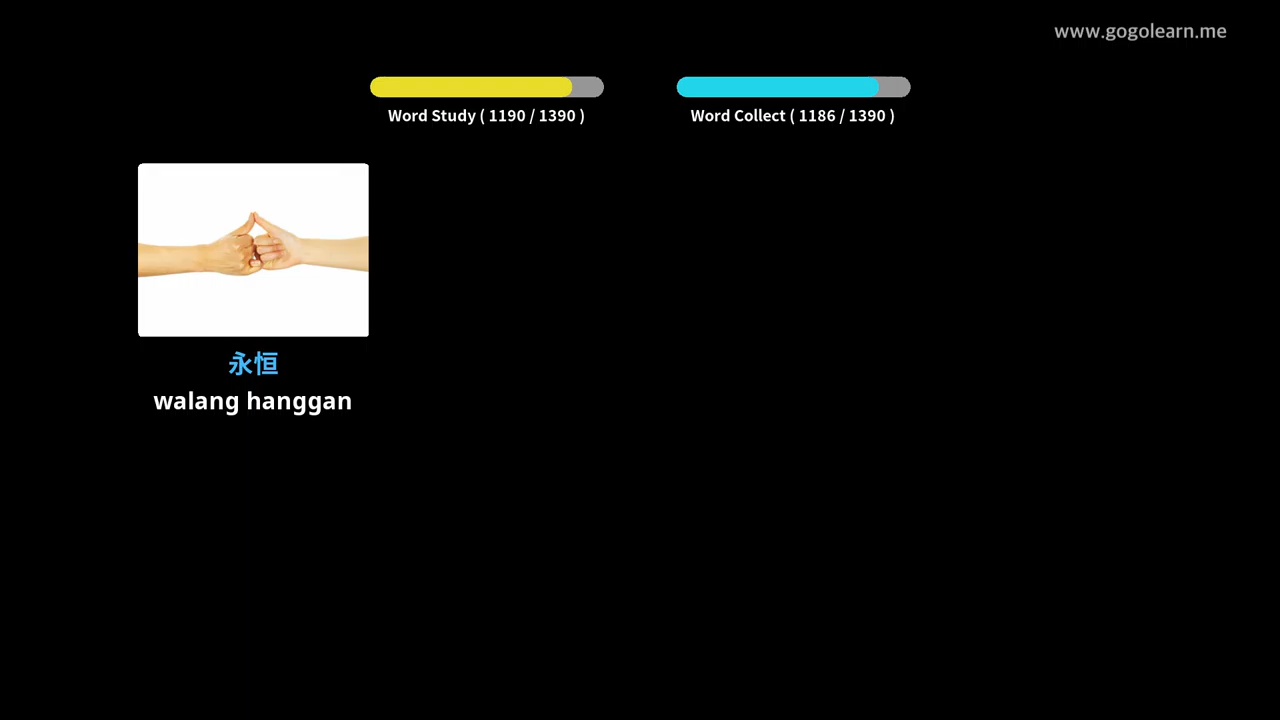 www.gogolearn.me
Word Study ( 1190 / 1390 )
Word Collect ( 1186 / 1390 )
永恒
walang hanggan